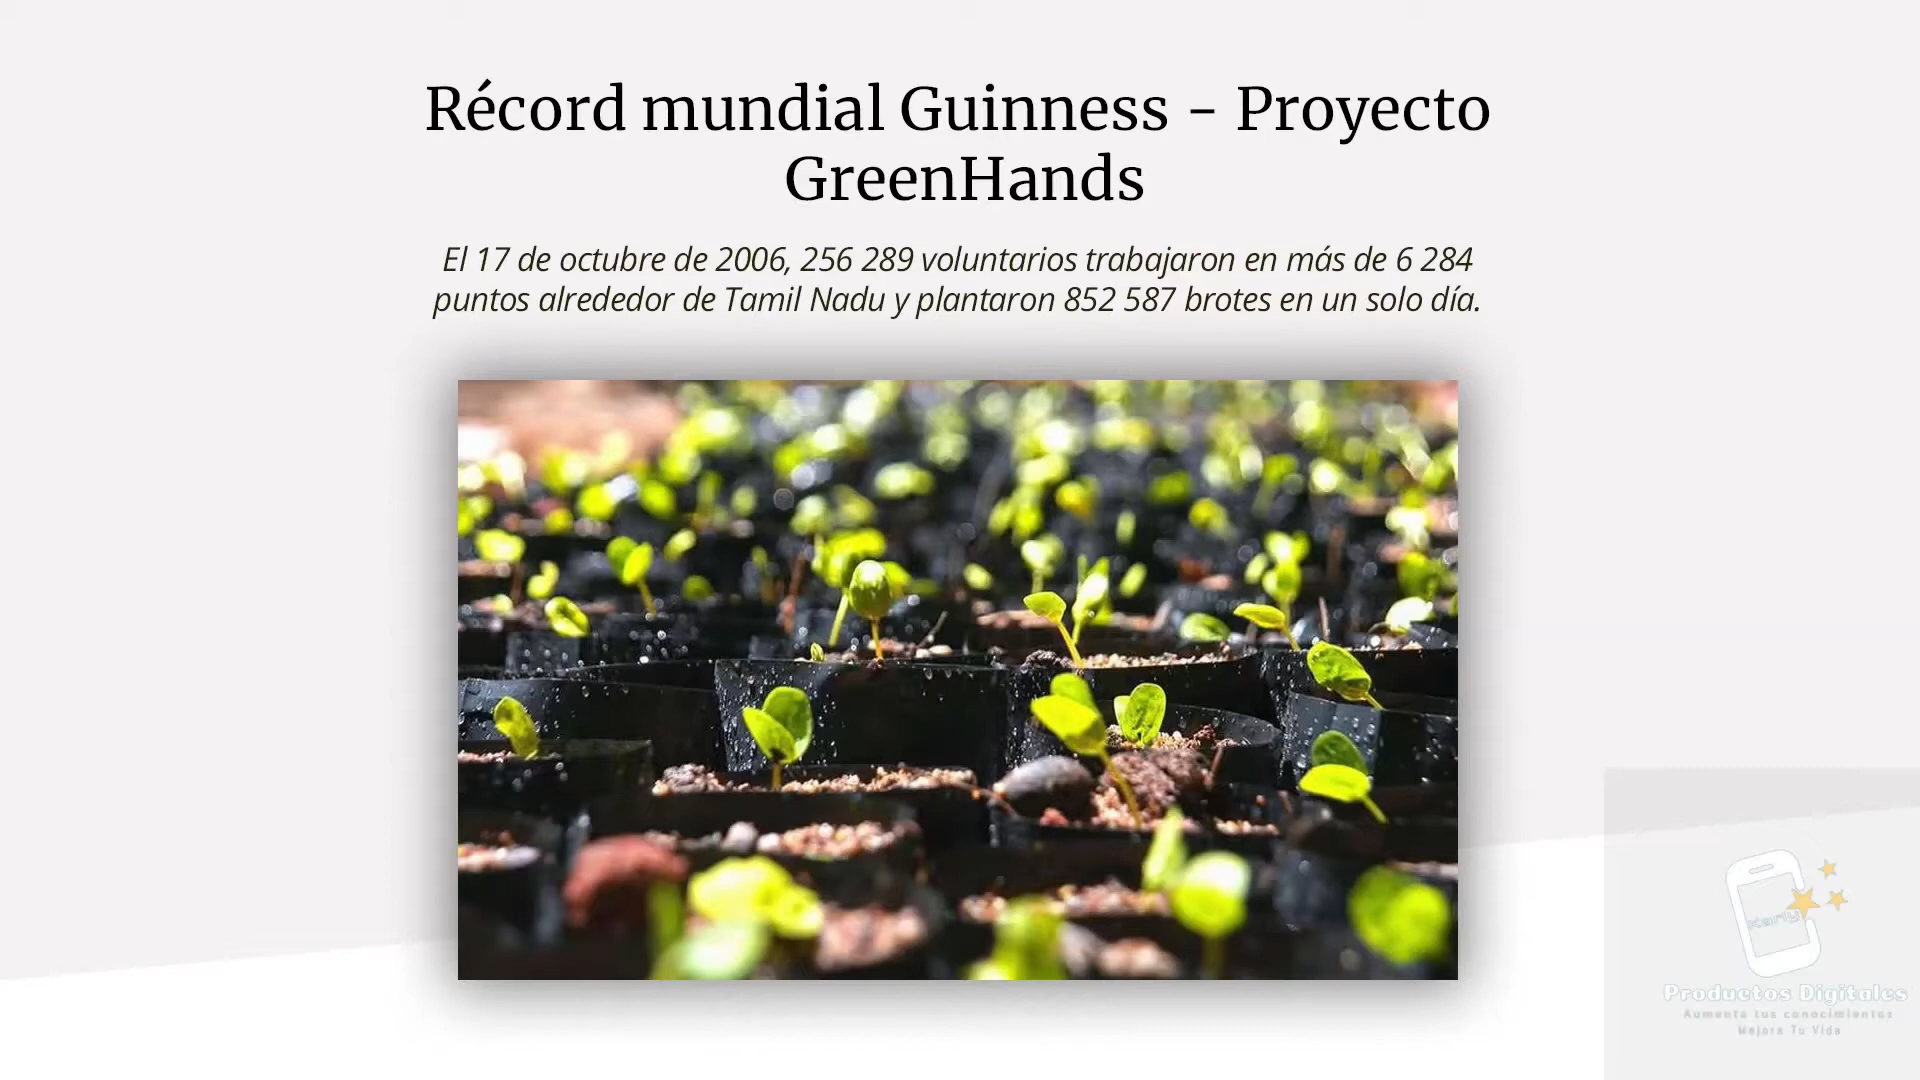 Récord mundial Guinness - Proyecto
GreenHands
El 17 de octubre de 2006, 256 289 voluntarios trabajaron en más de 6 284
puntos alrededor de Tamil Nadu y plantaron 852 587 brotes en un solo día.
Karly
Productos Digitales
Aumenta tus conocimientos
Mejora Tu Vida